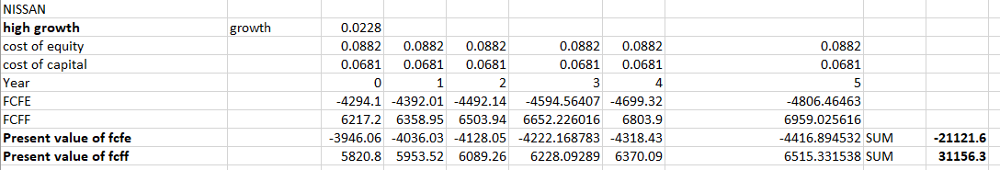 NISSAN
high growth growth 0.0228
cost of equity 0.0882 0.0882 0.0882 0.0882 0.0882 0.0882
cost of capital 0.0681 0.0681 0.0681 0.0681 0.0681 0.0681
Year 0 1 2 3 4 5
FCFE -4294.1 -4392.01 -4492.14 -4594.56407 -4699.32 -4806.46463
FCFF 6217.2 6358.95 6503.94 6652.226016 6803.9 6959.025616
Present value of fcfe -3946.06 -4036.03 -4128.05 -4222.168783 -4318.43 -4416.894532 SUM -21121.6
Present value of fcff 5820.8 5953.52 6089.26 6228.09289 6370.09 6515.331538 SUM 31156.3